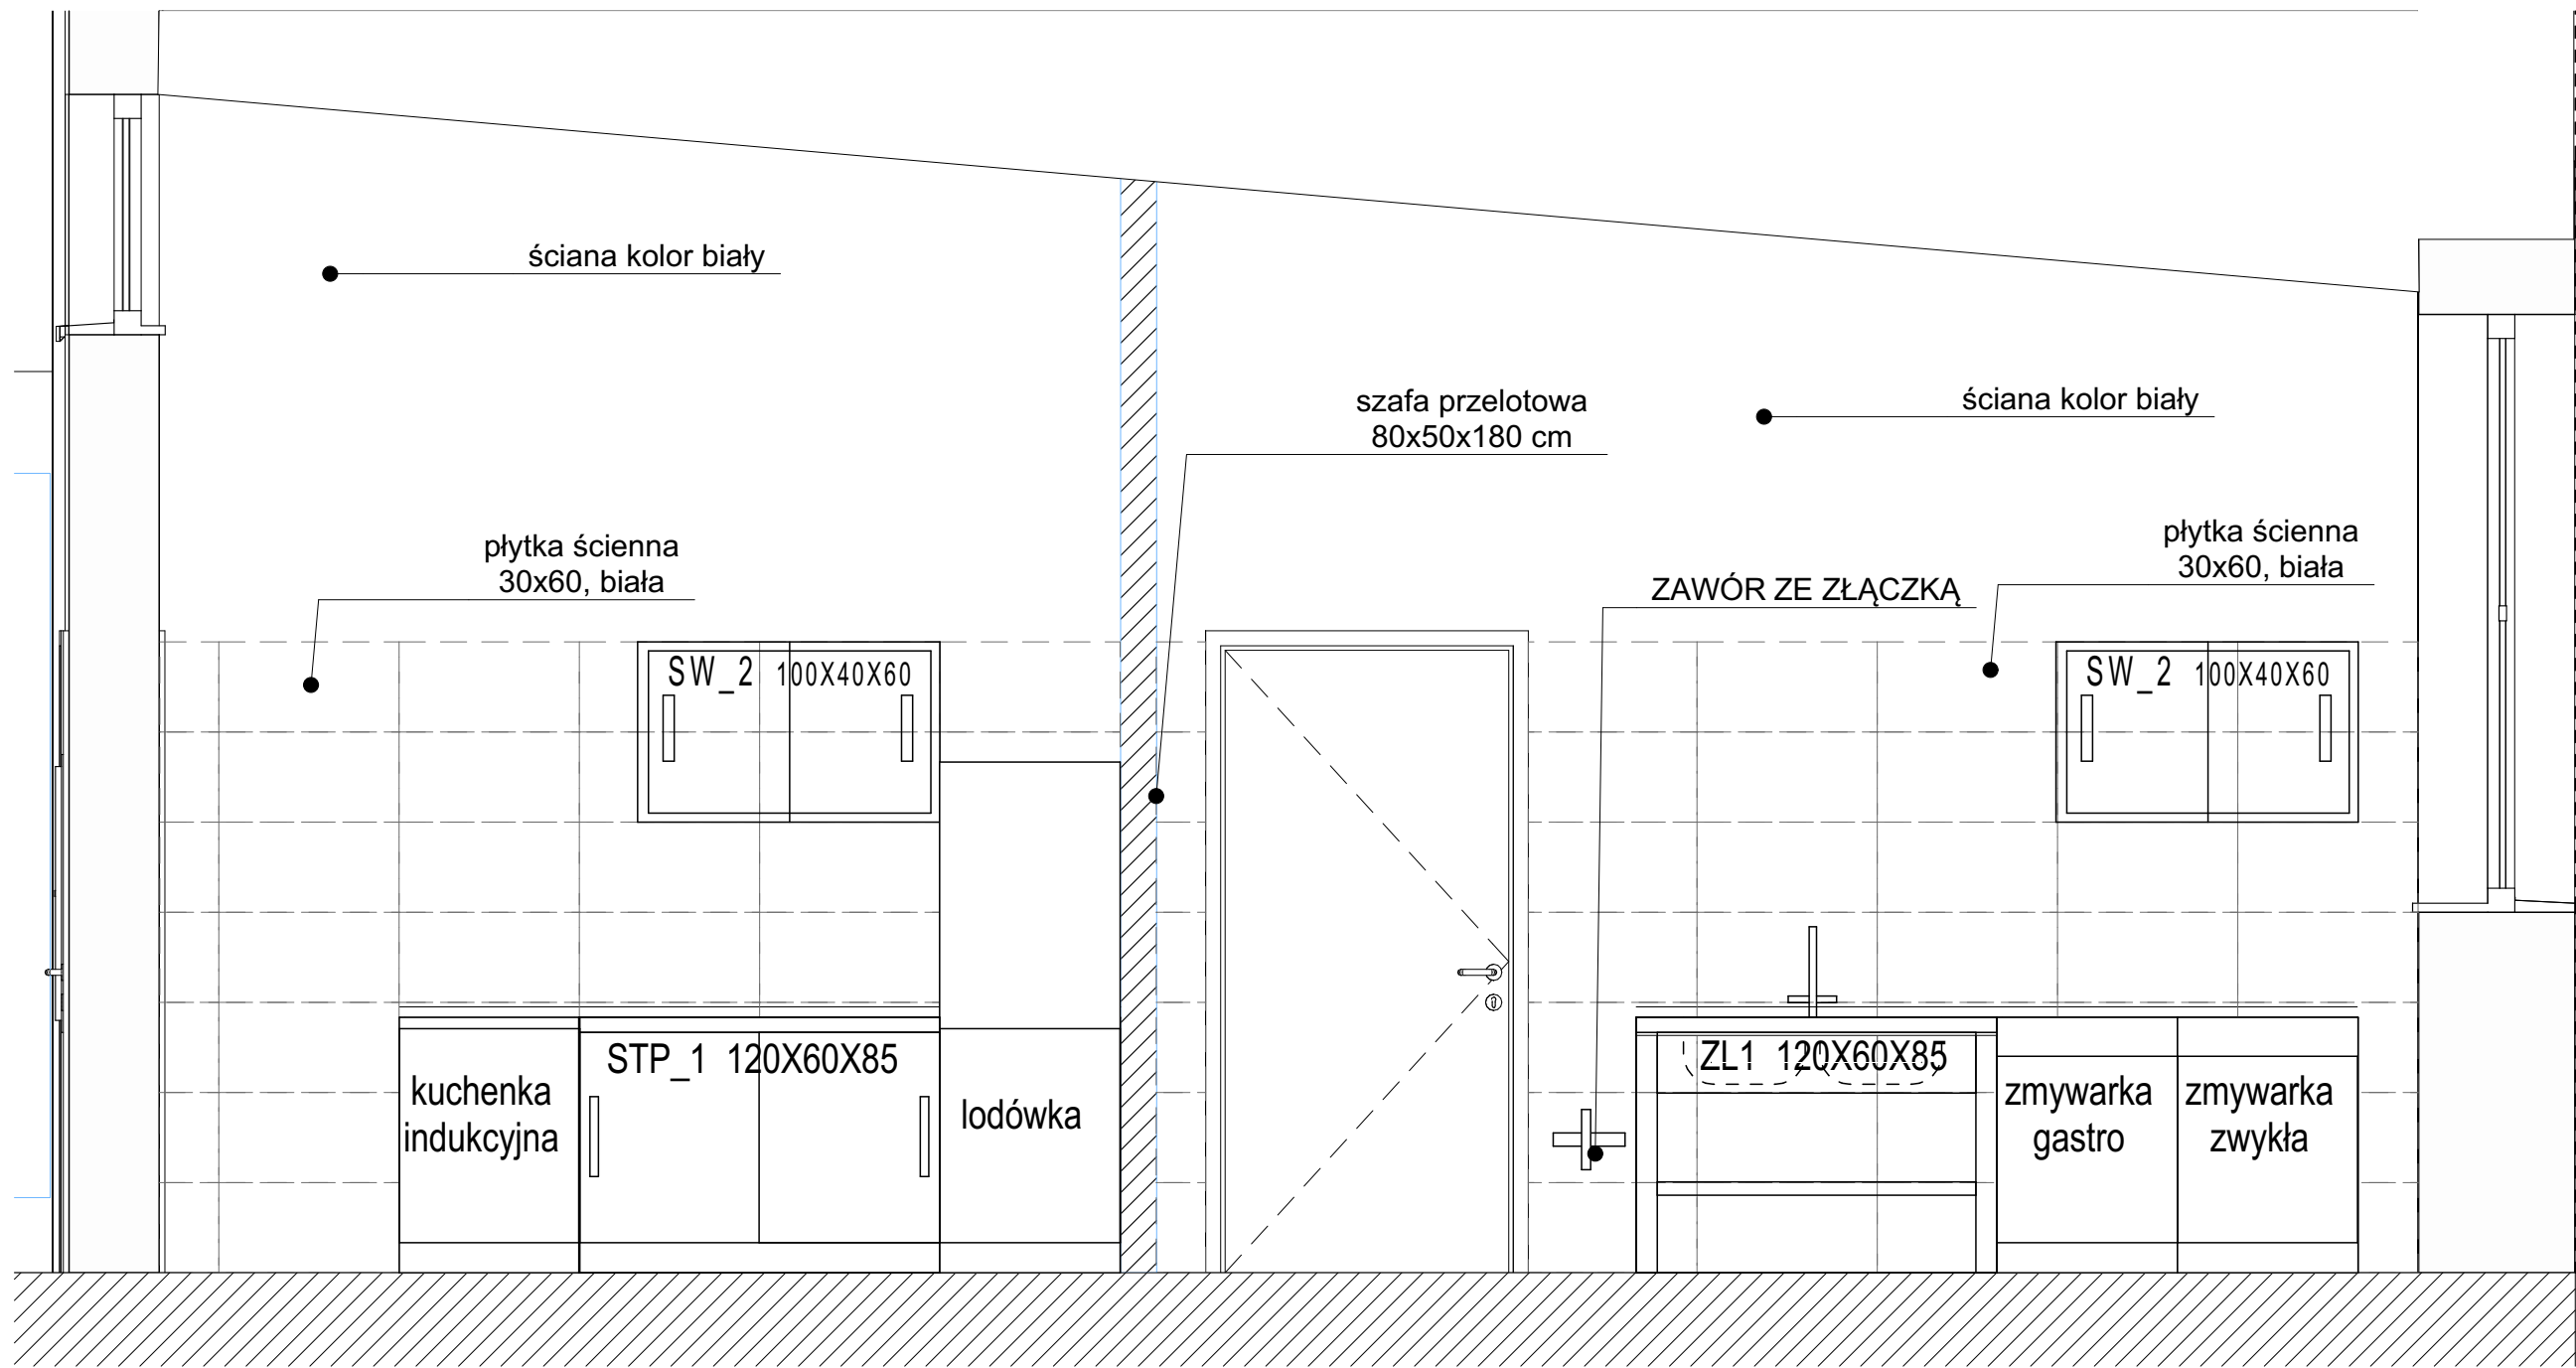 ściana kolor biały
szafa przelotowa
80x50x180 cm
ściana kolor biały
płytka ścienna
30x60, biała
płytka ścienna
30x60, biała
ZAWÓR ZE ZŁĄCZKĄ
SW_2 100X40X60
SW_2 100X40X60
kuchenka
indukcyjna
STP_1 120X60X85
lodówka
ZL1 120X60X85
zmywarka
gastro
zmywarka
zwykła